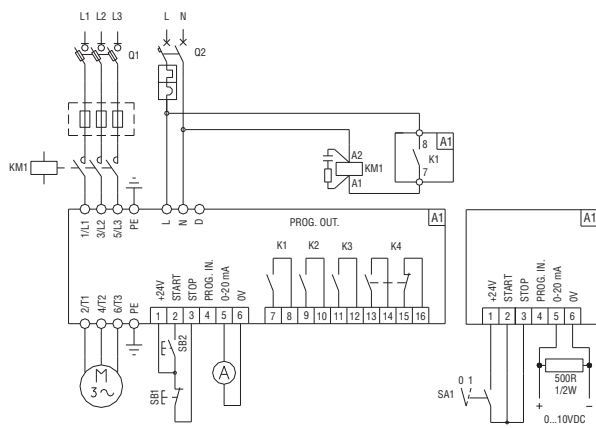 L1 L2 L3
L N
Q1
Q2
KM1
A2
KM1
A1
8
A1
K1
7
1/L1
3/L2
5/L3
PE
L
N
D
PROG. OUT.
A1
K1 K2 K3 K4
+24V
START
STOP
PROG. IN.
0-20 mA
0V
2/T1
4/T2
6/T3
PE
1 2 3 4 5 6 7 8 9 10 11 12 13 14 15 16
SB2
SB1
A
M
3
A1
+24V
START
STOP
PROG. IN.
0-20 mA
0V
1 2 3 4 5 6
0 1
SA1
500R
1/2W
+ −
0...10VDC